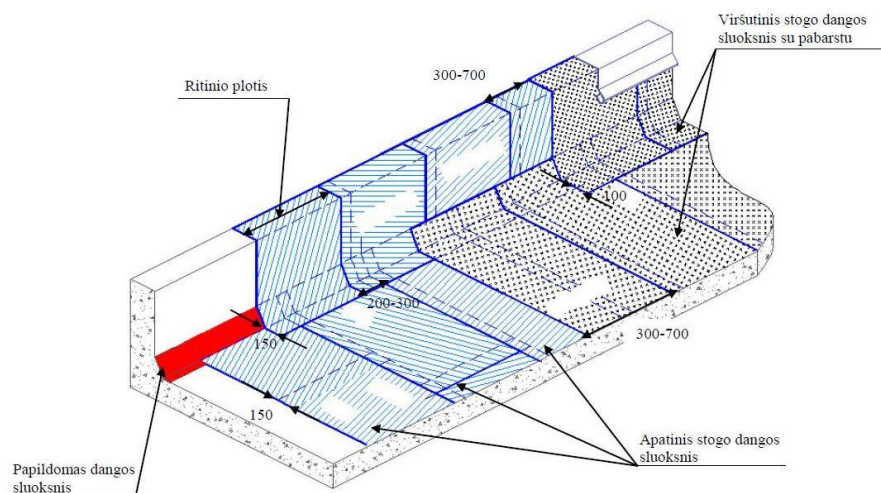 Viršutinis stogo dangos
sluoksnis su pabarstu
300-700
Ritinio plotis
100
200-300
150
300-700
150
Apatinis stogo dangos
sluoksnis
Papildomas dangos
sluoksnis